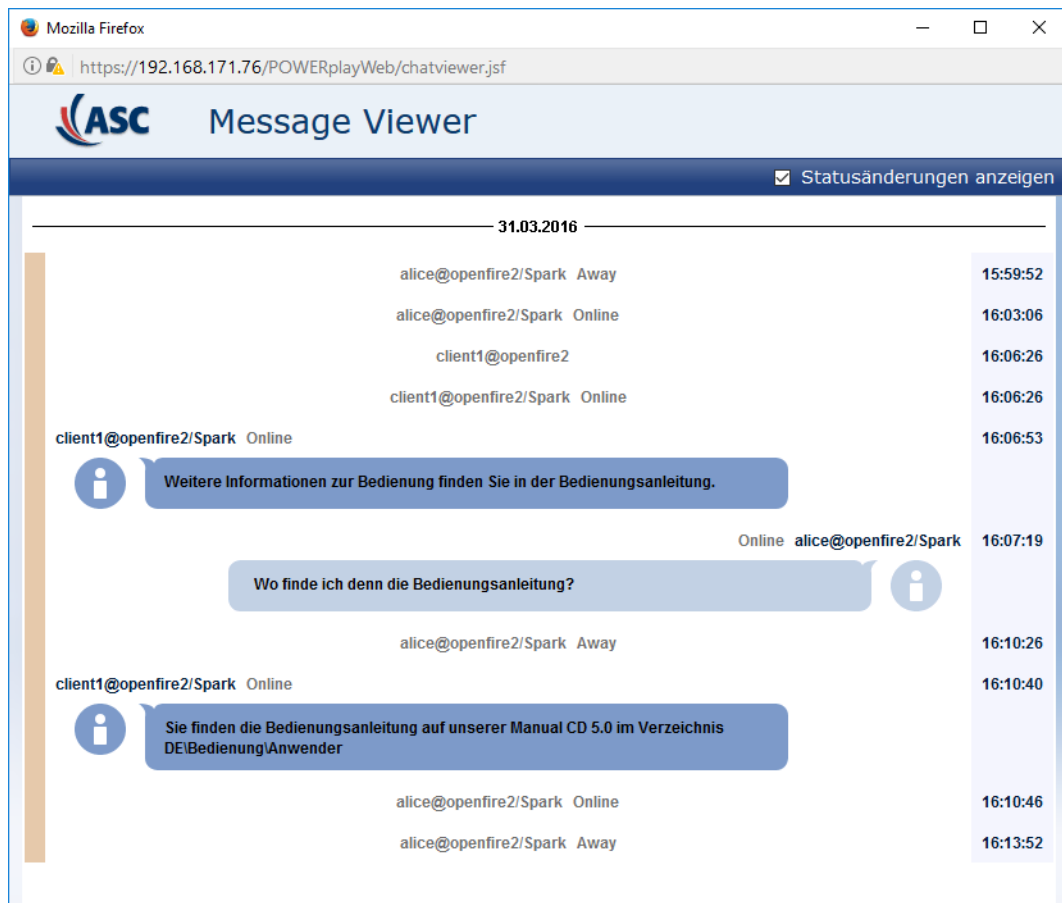 Mozilla Firefox
https://192.168.171.76/POWERplayWeb/chatviewer.jsf
ASC Message Viewer
Statusänderungen anzeigen
31.03.2016
alice@openfire2/Spark Away 15:59:52
alice@openfire2/Spark Online 16:03:06
client1@openfire2 16:06:26
client1@openfire2/Spark Online 16:06:26
client1@openfire2/Spark Online 16:06:53
Weitere Informationen zur Bedienung finden Sie in der Bedienungsanleitung.
Online alice@openfire2/Spark 16:07:19
Wo finde ich denn die Bedienungsanleitung?
alice@openfire2/Spark Away 16:10:26
client1@openfire2/Spark Online 16:10:40
Sie finden die Bedienungsanleitung auf unserer Manual CD 5.0 im Verzeichnis
DE\Bedienung\Anwender
alice@openfire2/Spark Online 16:10:46
alice@openfire2/Spark Away 16:13:52